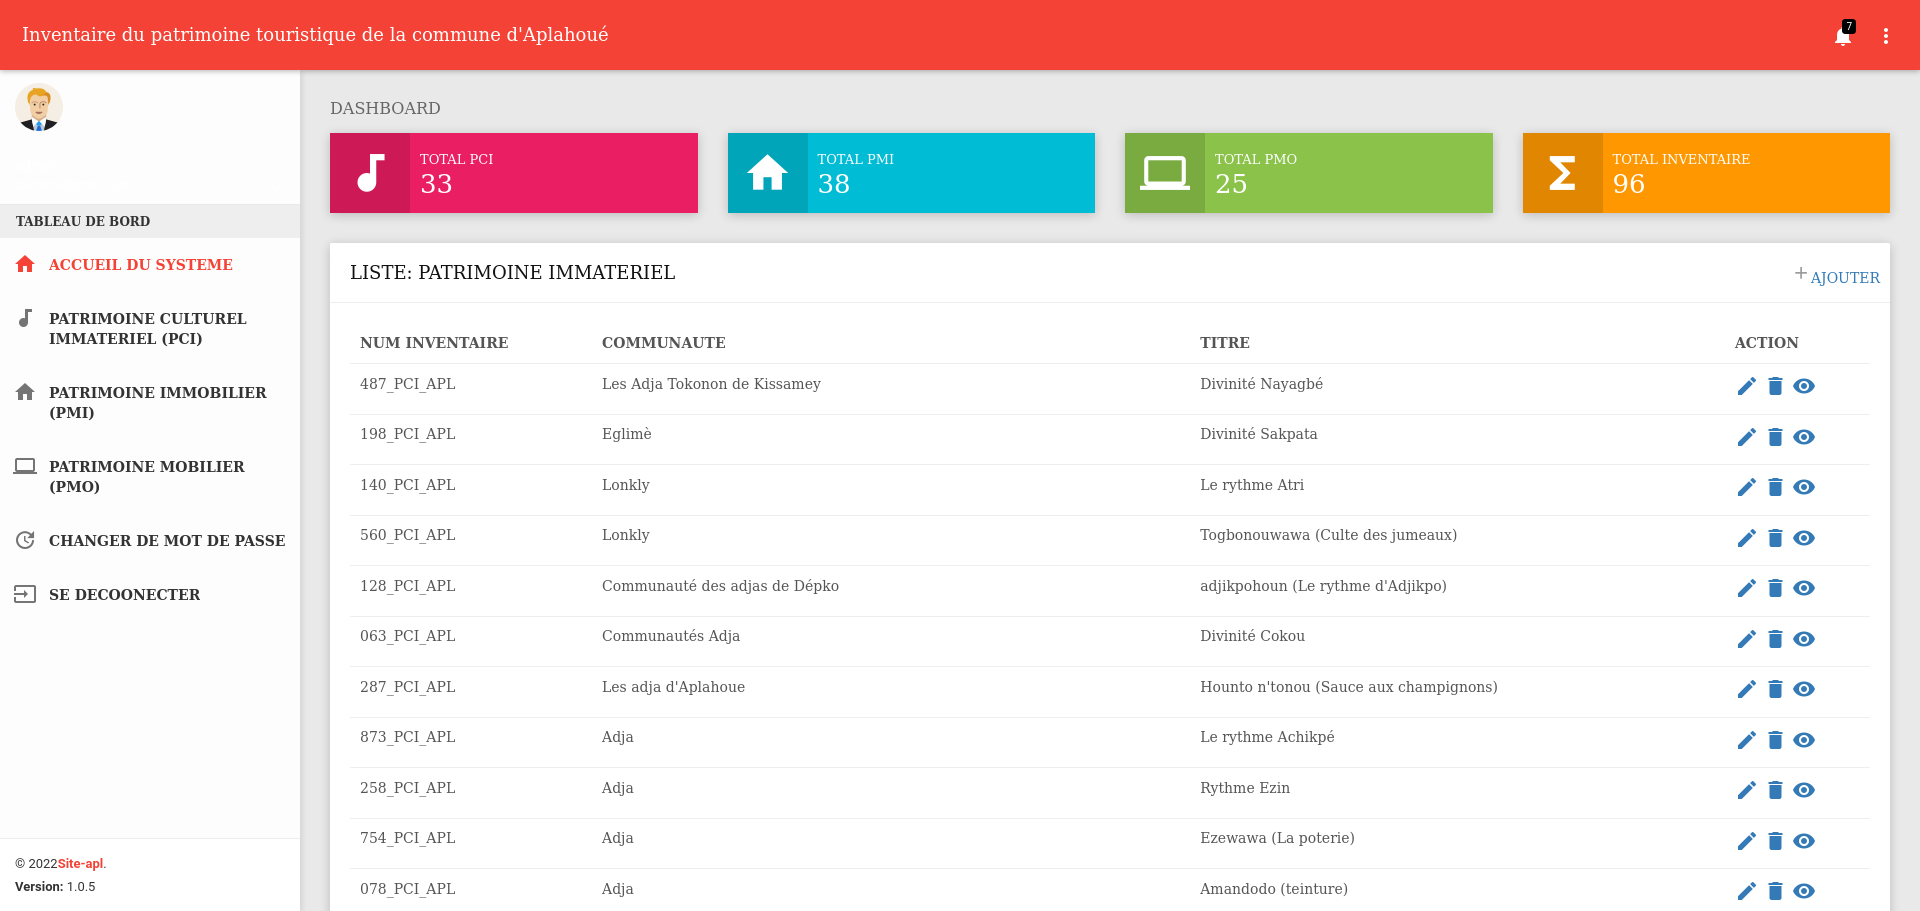 Inventaire du patrimoine touristique de la commune d'Aplahoué
7
TABLEAU DE BORD
ACCUEIL DU SYSTEME
PATRIMOINE CULTUREL
IMMATERIEL (PCI)
PATRIMOINE IMMOBILIER
(PMI)
PATRIMOINE MOBILIER
(PMO)
CHANGER DE MOT DE PASSE
SE DECOONECTER
© 2022Site-apl.
Version: 1.0.5
DASHBOARD
TOTAL PCI
33
TOTAL PMI
38
TOTAL PMO
25
TOTAL INVENTAIRE
96
LISTE: PATRIMOINE IMMATERIEL
+ AJOUTER
NUM INVENTAIRE COMMUNAUTE TITRE ACTION
487_PCI_APL Les Adja Tokonon de Kissamey Divinité Nayagbé
198_PCI_APL Eglimè Divinité Sakpata
140_PCI_APL Lonkly Le rythme Atri
560_PCI_APL Lonkly Togbonouwawa (Culte des jumeaux)
128_PCI_APL Communauté des adjas de Dépko adjikpohoun (Le rythme d'Adjikpo)
063_PCI_APL Communautés Adja Divinité Cokou
287_PCI_APL Les adja d'Aplahoue Hounto n'tonou (Sauce aux champignons)
873_PCI_APL Adja Le rythme Achikpé
258_PCI_APL Adja Rythme Ezin
754_PCI_APL Adja Ezewawa (La poterie)
078_PCI_APL Adja Amandodo (teinture)